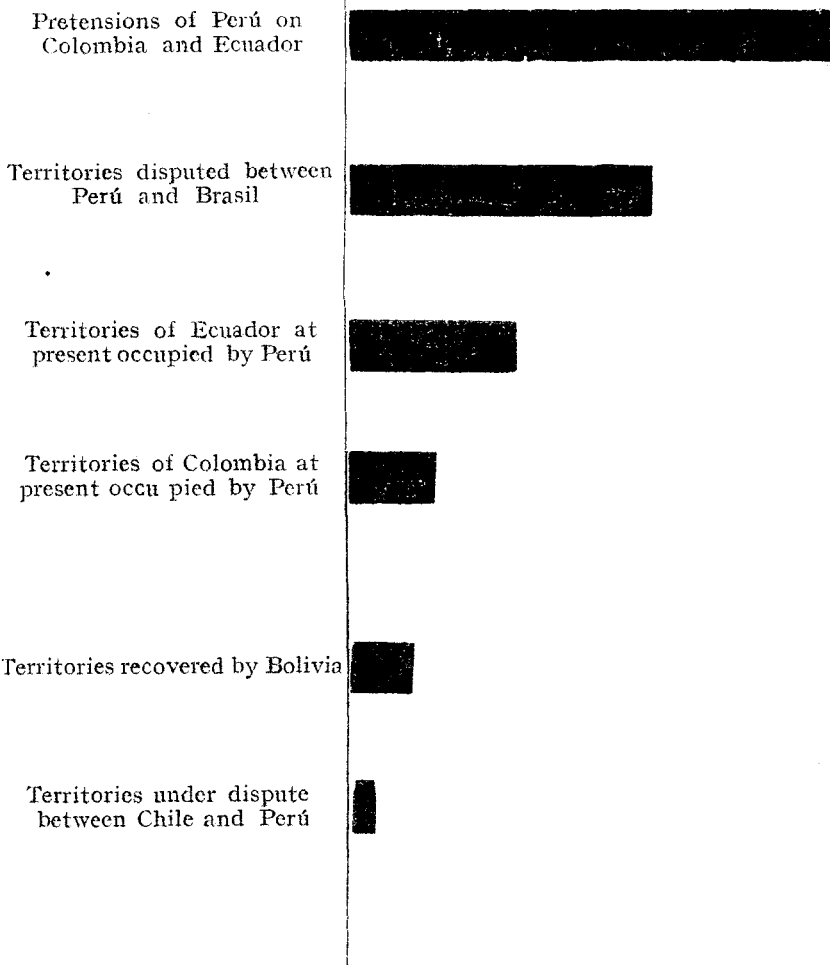 Pretensions of Perú on
Colombia and Ecuador
Territories disputed between
Perú and Brasil
Territories of Ecuador at
present occupied by Perú
Territories of Colombia at
present occu pied by Perú
Territories recovered by Bolivia
Territories under dispute
between Chile and Perú